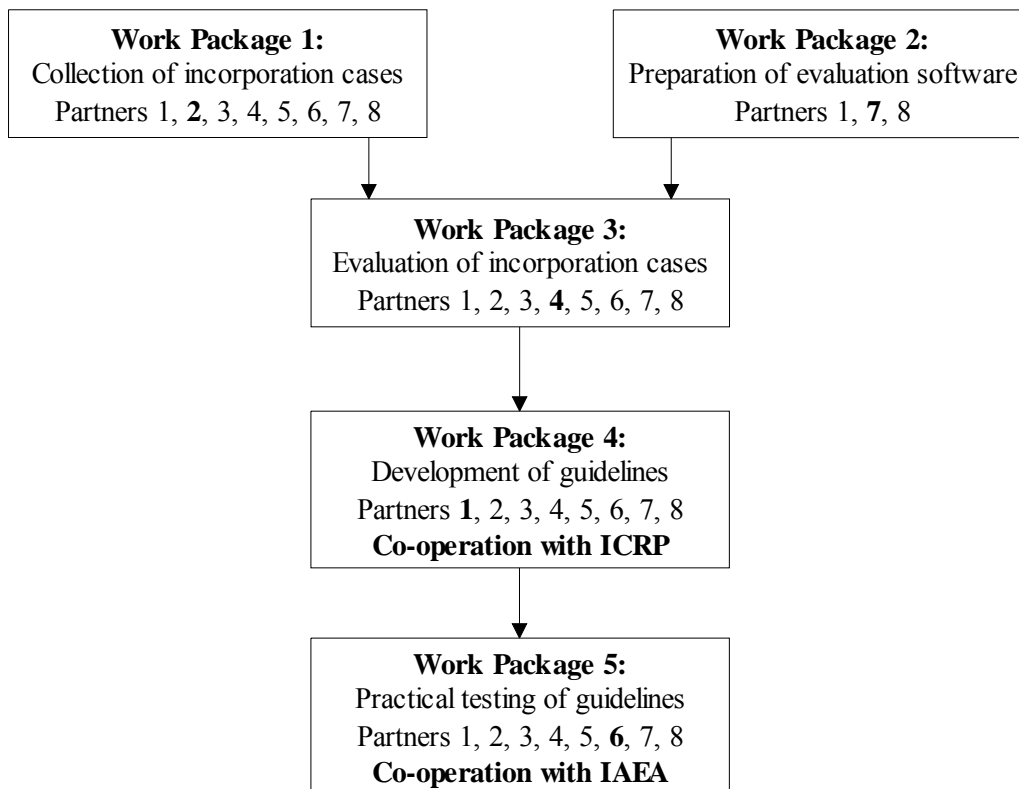 Work Package 1:
Collection of incorporation cases
Partners 1, 2, 3, 4, 5, 6, 7, 8
Work Package 2:
Preparation of evaluation software
Partners 1, 7, 8
Work Package 3:
Evaluation of incorporation cases
Partners 1, 2, 3, 4, 5, 6, 7, 8
Work Package 4:
Development of guidelines
Partners 1, 2, 3, 4, 5, 6, 7, 8
Co-operation with ICRP
Work Package 5:
Practical testing of guidelines
Partners 1, 2, 3, 4, 5, 6, 7, 8
Co-operation with IAEA